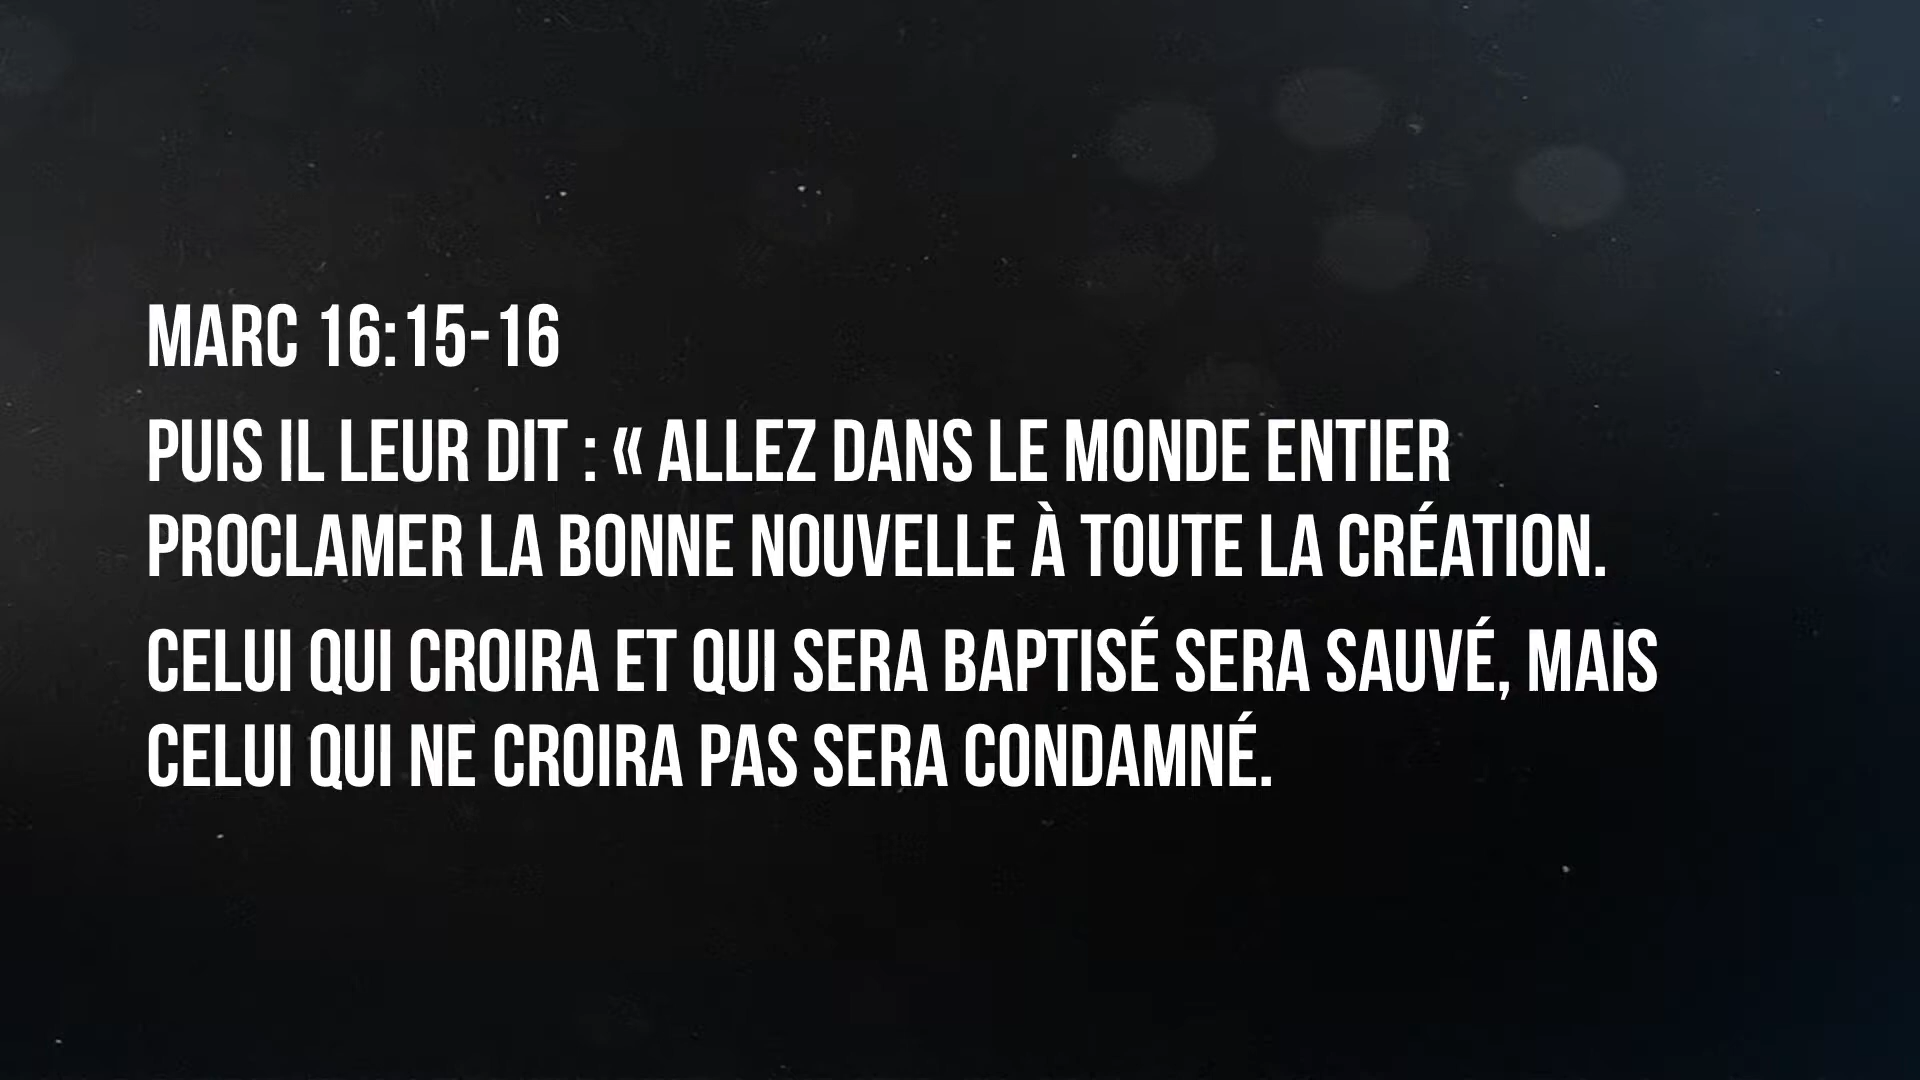 MARC 16:15-16
PUIS IL LEUR DIT : « ALLEZ DANS LE MONDE ENTIER
PROCLAMER LA BONNE NOUVELLE À TOUTE LA CRÉATION.
CELUI QUI CROIRA ET QUI SERA BAPTISÉ SERA SAUVÉ, MAIS
CELUI QUI NE CROIRA PAS SERA CONDAMNÉ.